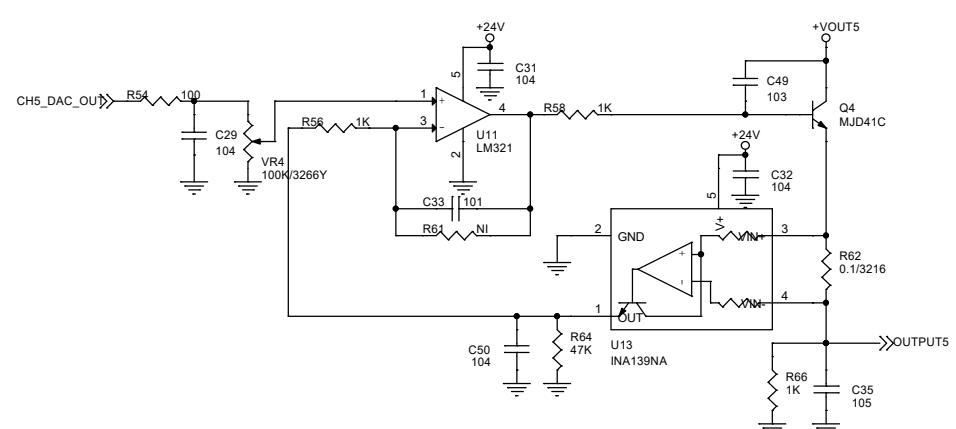 +24V
+VOUT5
C31
104
5
C49
103
CH5_DAC_OUT
R54
100
1
+
4
R58
1K
Q4
MJD41C
C29
104
R56
1K
3
-
U11
LM321
2
VR4
100K/3266Y
+24V
C32
104
5
C33
101
R61
NI
2
GND
V+
VIN+
3
+
-
R62
0.1/3216
VIN-
4
1
OUT
C50
104
R64
47K
U13
INA139NA
OUTPUT5
R66
1K
C35
105